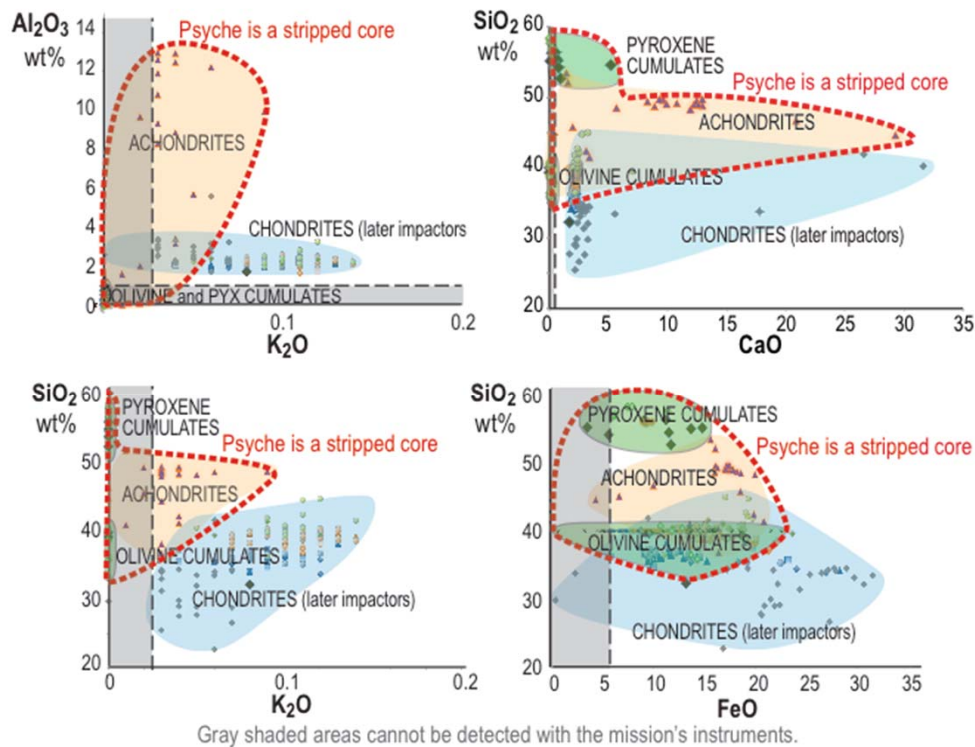 Al2O3
wt%
14
12
10
8
6
4
2
0
Psyche is a stripped core
ACHONDRITES
CHONDRITES (later impactors
OLIVINE and PYX CUMULATES
0.1
0.2
K2O
SiO2
wt%
60
50
40
30
20
PYROXENE
CUMULATES
Psyche is a stripped core
ACHONDRITES
OLIVINE CUMULATES
CHONDRITES (later impactors)
0
5
10
15
20
25
30
35
CaO
SiO2
wt%
60
50
40
30
20
PYROXENE
CUMULATES
Psyche is a stripped core
ACHONDRITES
OLIVINE CUMULATES
CHONDRITES (later impactors)
0
0.1
0.2
K2O
SiO2
wt%
60
50
40
30
20
PYROXENE CUMULATES
Psyche is a stripped core
ACHONDRITES
OLIVINE CUMULATES
CHONDRITES (later impactors)
0
5
10
15
20
25
30
35
FeO
Gray shaded areas cannot be detected with the mission's instruments.